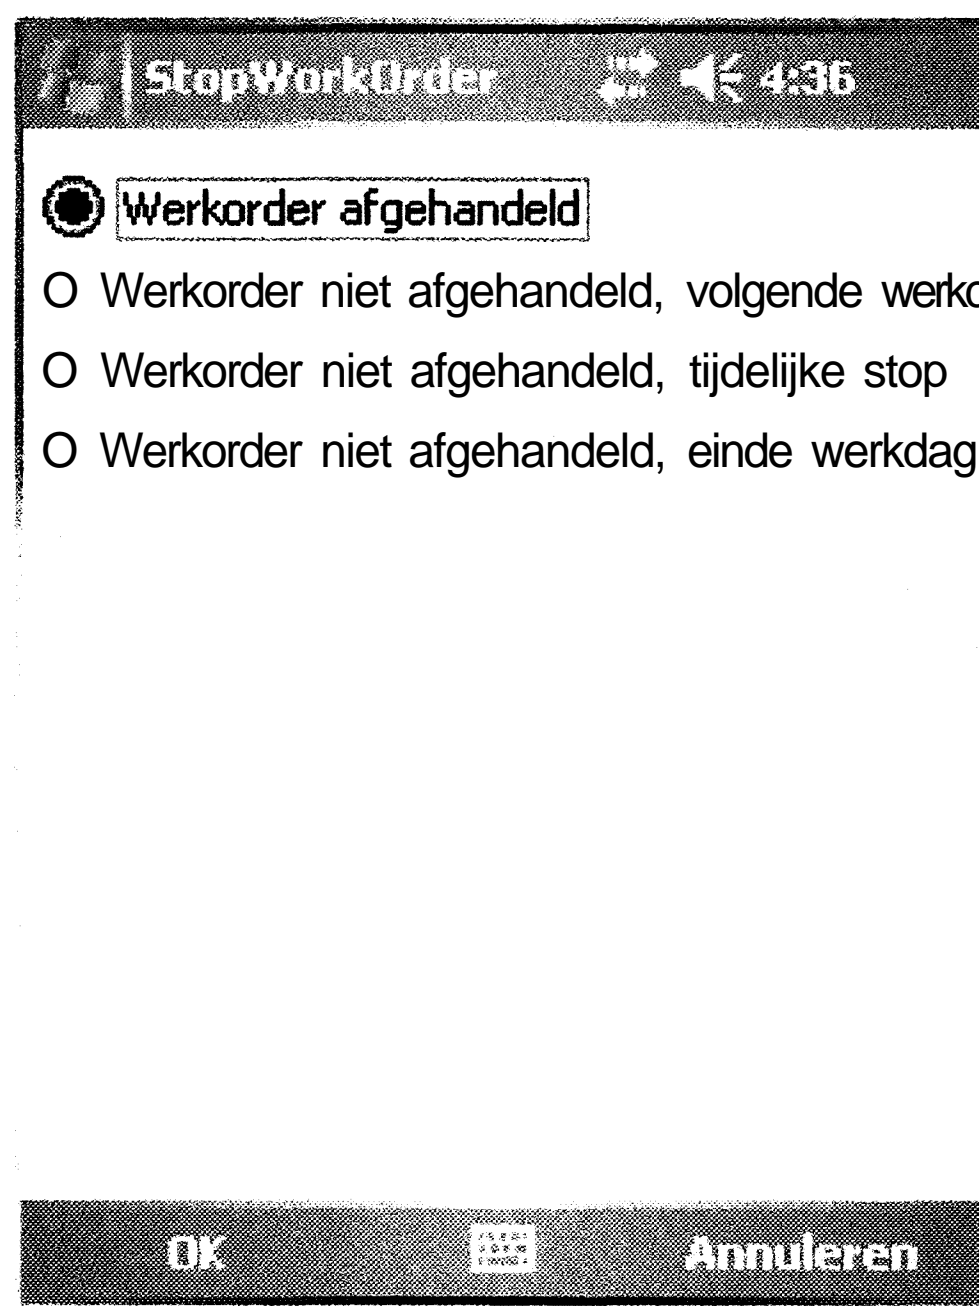 StopWorkOrder 4:36
Werkorder afgehandeld
O Werkorder niet afgehandeld, volgende
O Werkorder niet afgehandeld, tijdelijke stop
O Werkorder niet afgehandeld, einde werkdag
OK Annuleren